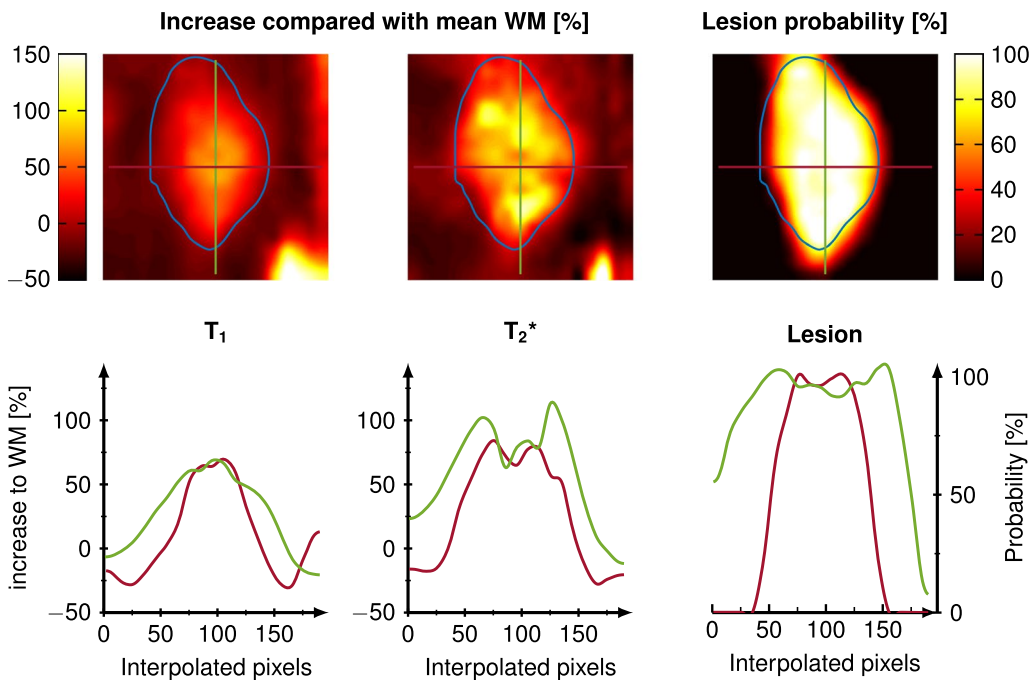 Increase compared with mean WM [%]
Lesion probability [%]
150
100
50
0
−50
100
80
60
40
20
0
T₁
T₂*
Lesion
increase to WM [%]
100
50
0
−50
0 50 100 150
Interpolated pixels
100
50
0
−50
0 50 100 150
Interpolated pixels
100
50
0
Probability [%]
0 50 100 150
Interpolated pixels